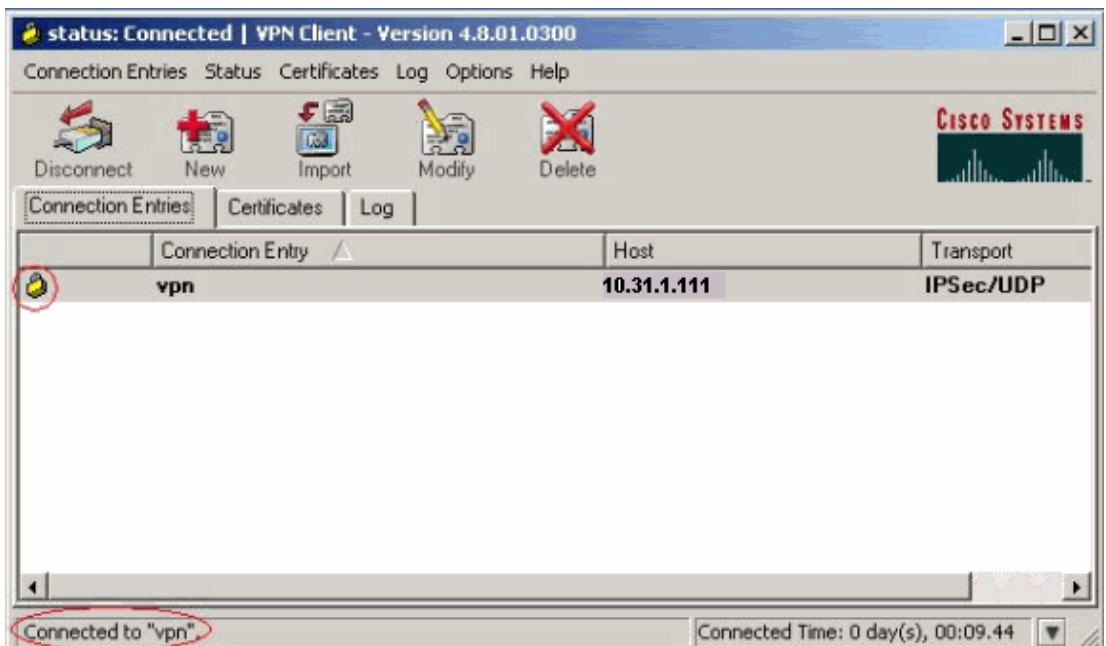 status: Connected | VPN Client - Version 4.8.01.0300
Connection Entries Status Certificates Log Options Help
Disconnect New Import Modify Delete
CISCO SYSTEMS
Connection Entries Certificates Log
Connection Entry Host Transport
vpn 10.31.1.111 IPSec/UDP
Connected to "vpn". Connected Time: 0 day(s), 00:09.44